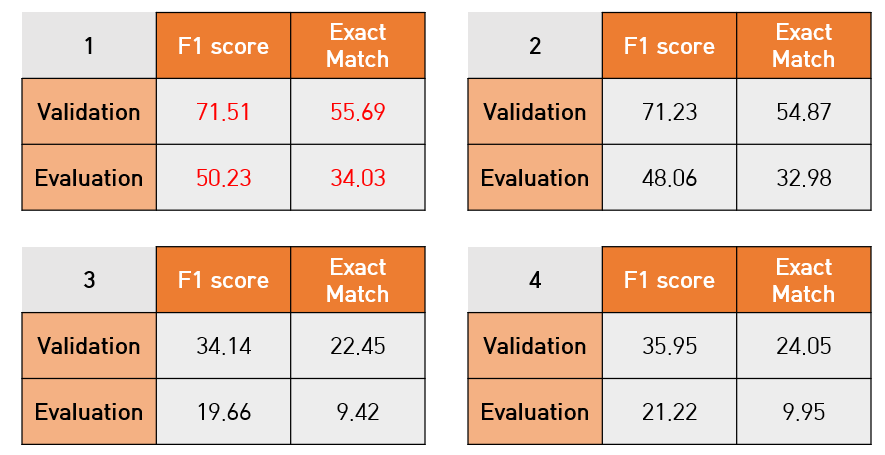 1 F1 score Exact Match
Validation 71.51 55.69
Evaluation 50.23 34.03
2 F1 score Exact Match
Validation 71.23 54.87
Evaluation 48.06 32.98
3 F1 score Exact Match
Validation 34.14 22.45
Evaluation 19.66 9.42
4 F1 score Exact Match
Validation 35.95 24.05
Evaluation 21.22 9.95